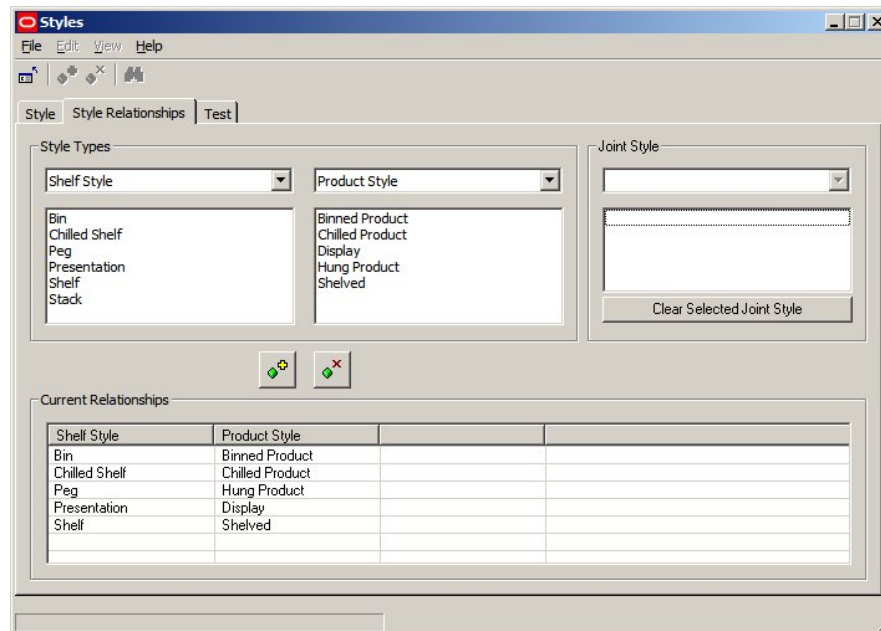 Styles
File Edit View Help
Style Style Relationships Test
Style Types
Joint Style
Shelf Style
Product Style
Bin
Chilled Shelf
Peg
Presentation
Shelf
Stack
Binned Product
Chilled Product
Display
Hung Product
Shelved
Clear Selected Joint Style
Current Relationships
Shelf Style Product Style
Bin Binned Product
Chilled Shelf Chilled Product
Peg Hung Product
Presentation Display
Shelf Shelved